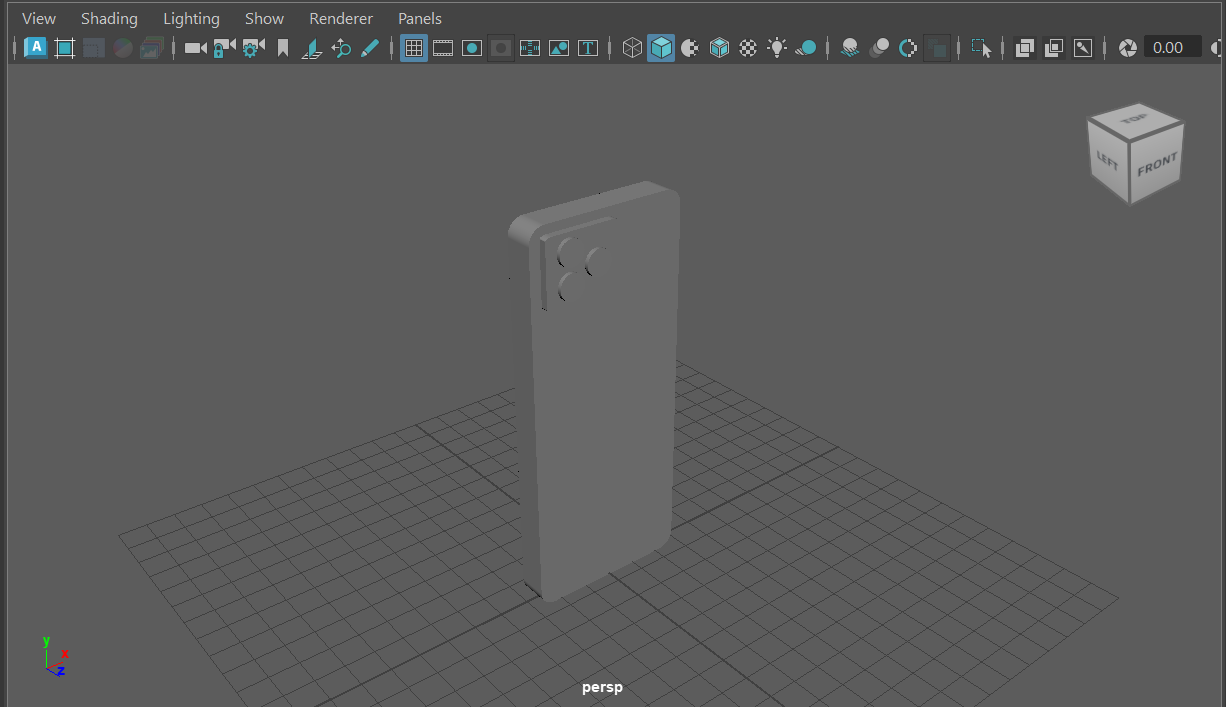 View Shading Lighting Show Renderer Panels
A T 0.00
TOP
LEFT FRONT
y
x
z
persp